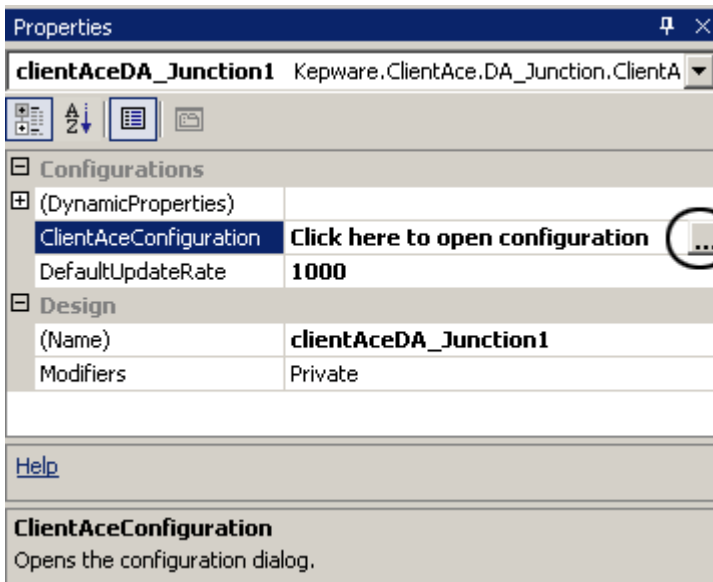 Properties
clientAceDA_Junction1 Kepware.ClientAce.DA_Junction.ClientA
A
Z
Configurations
(DynamicProperties)
ClientAceConfiguration Click here to open configuration ...
DefaultUpdateRate 1000
Design
(Name) clientAceDA_Junction1
Modifiers Private
Help
ClientAceConfiguration
Opens the configuration dialog.